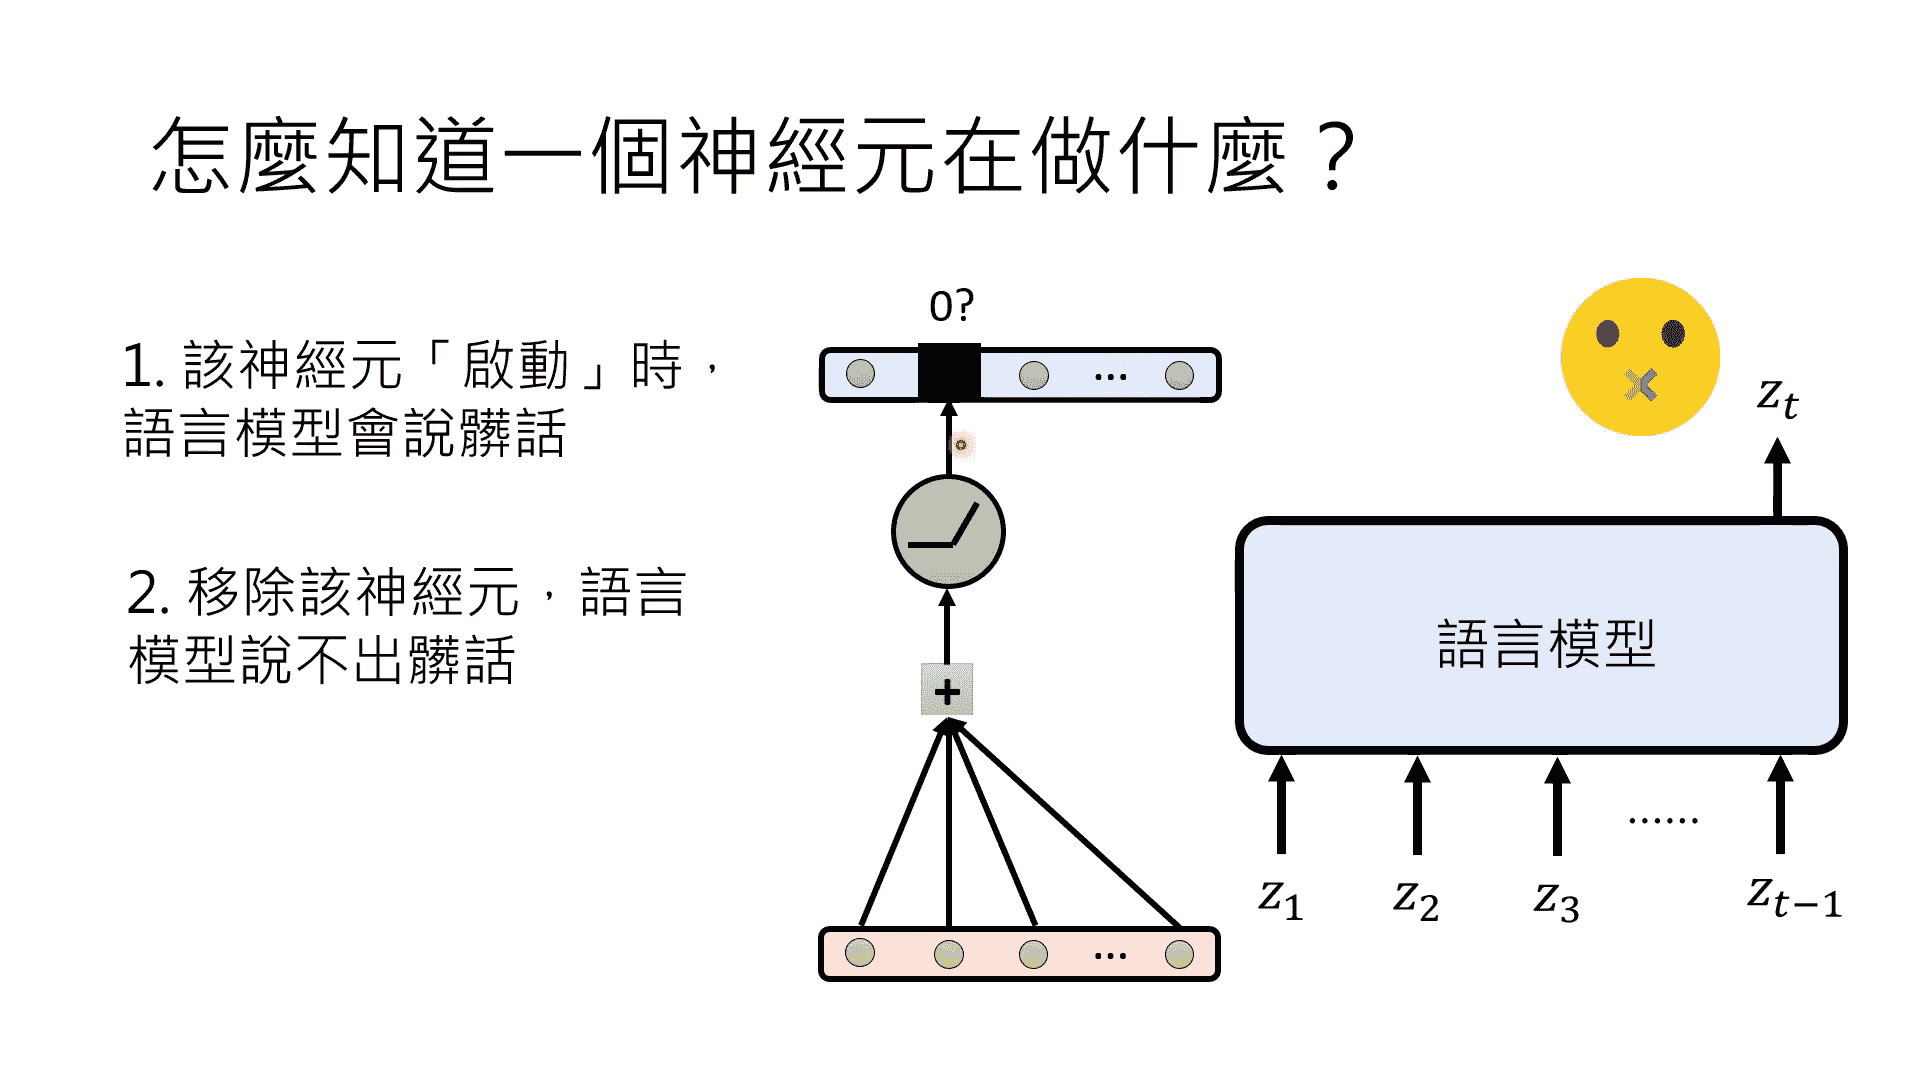 怎麼知道一個神經元在做什麼？
1. 該神經元「啟動」時，
語言模型會說髒話
2. 移除該神經元，語言
模型說不出髒話
0?
...
+
...
z_t
語言模型
......
z_1 z_2 z_3 z_{t-1}